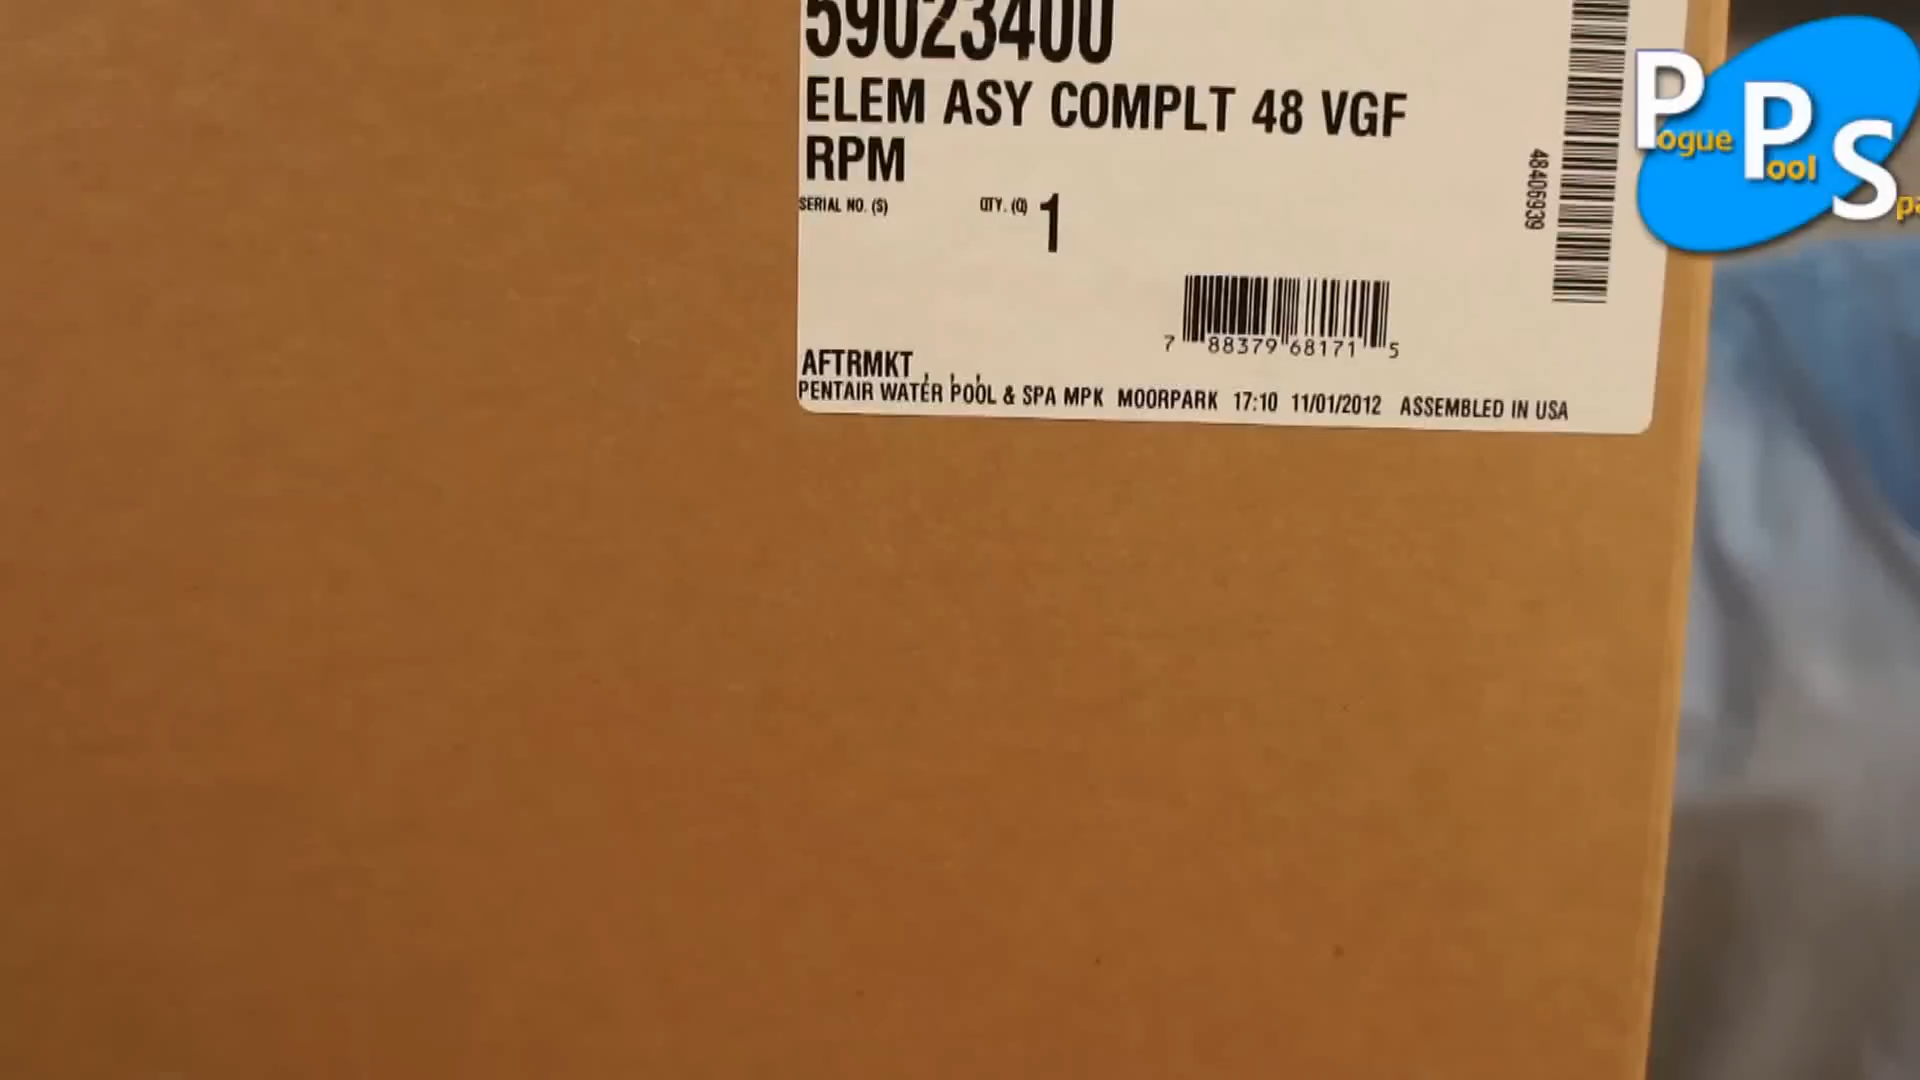 59023400
ELEM ASY COMPLT 48 VGF
RPM
SERIAL NO. (S) QTY. (Q) 1
48406939
7 88379 68171 5
AFTRMKT , , ,
PENTAIR WATER POOL & SPA MPK MOORPARK 17:10 11/01/2012 ASSEMBLED IN USA
Pogue Pool Spa